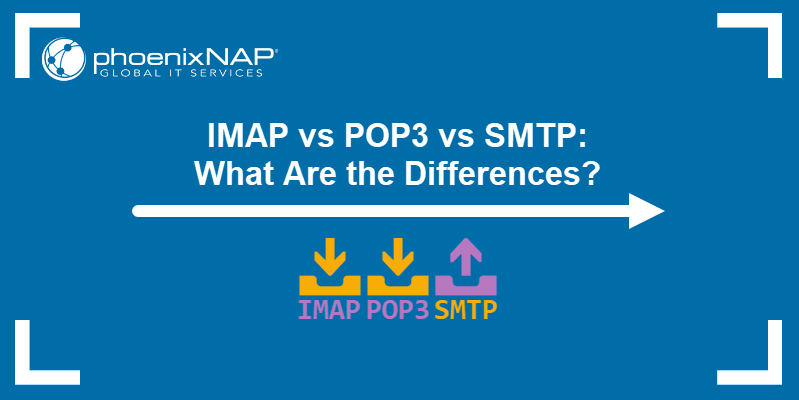 phoenixNAP®
GLOBAL IT SERVICES
IMAP vs POP3 vs SMTP:
What Are the Differences?
IMAP POP3 SMTP